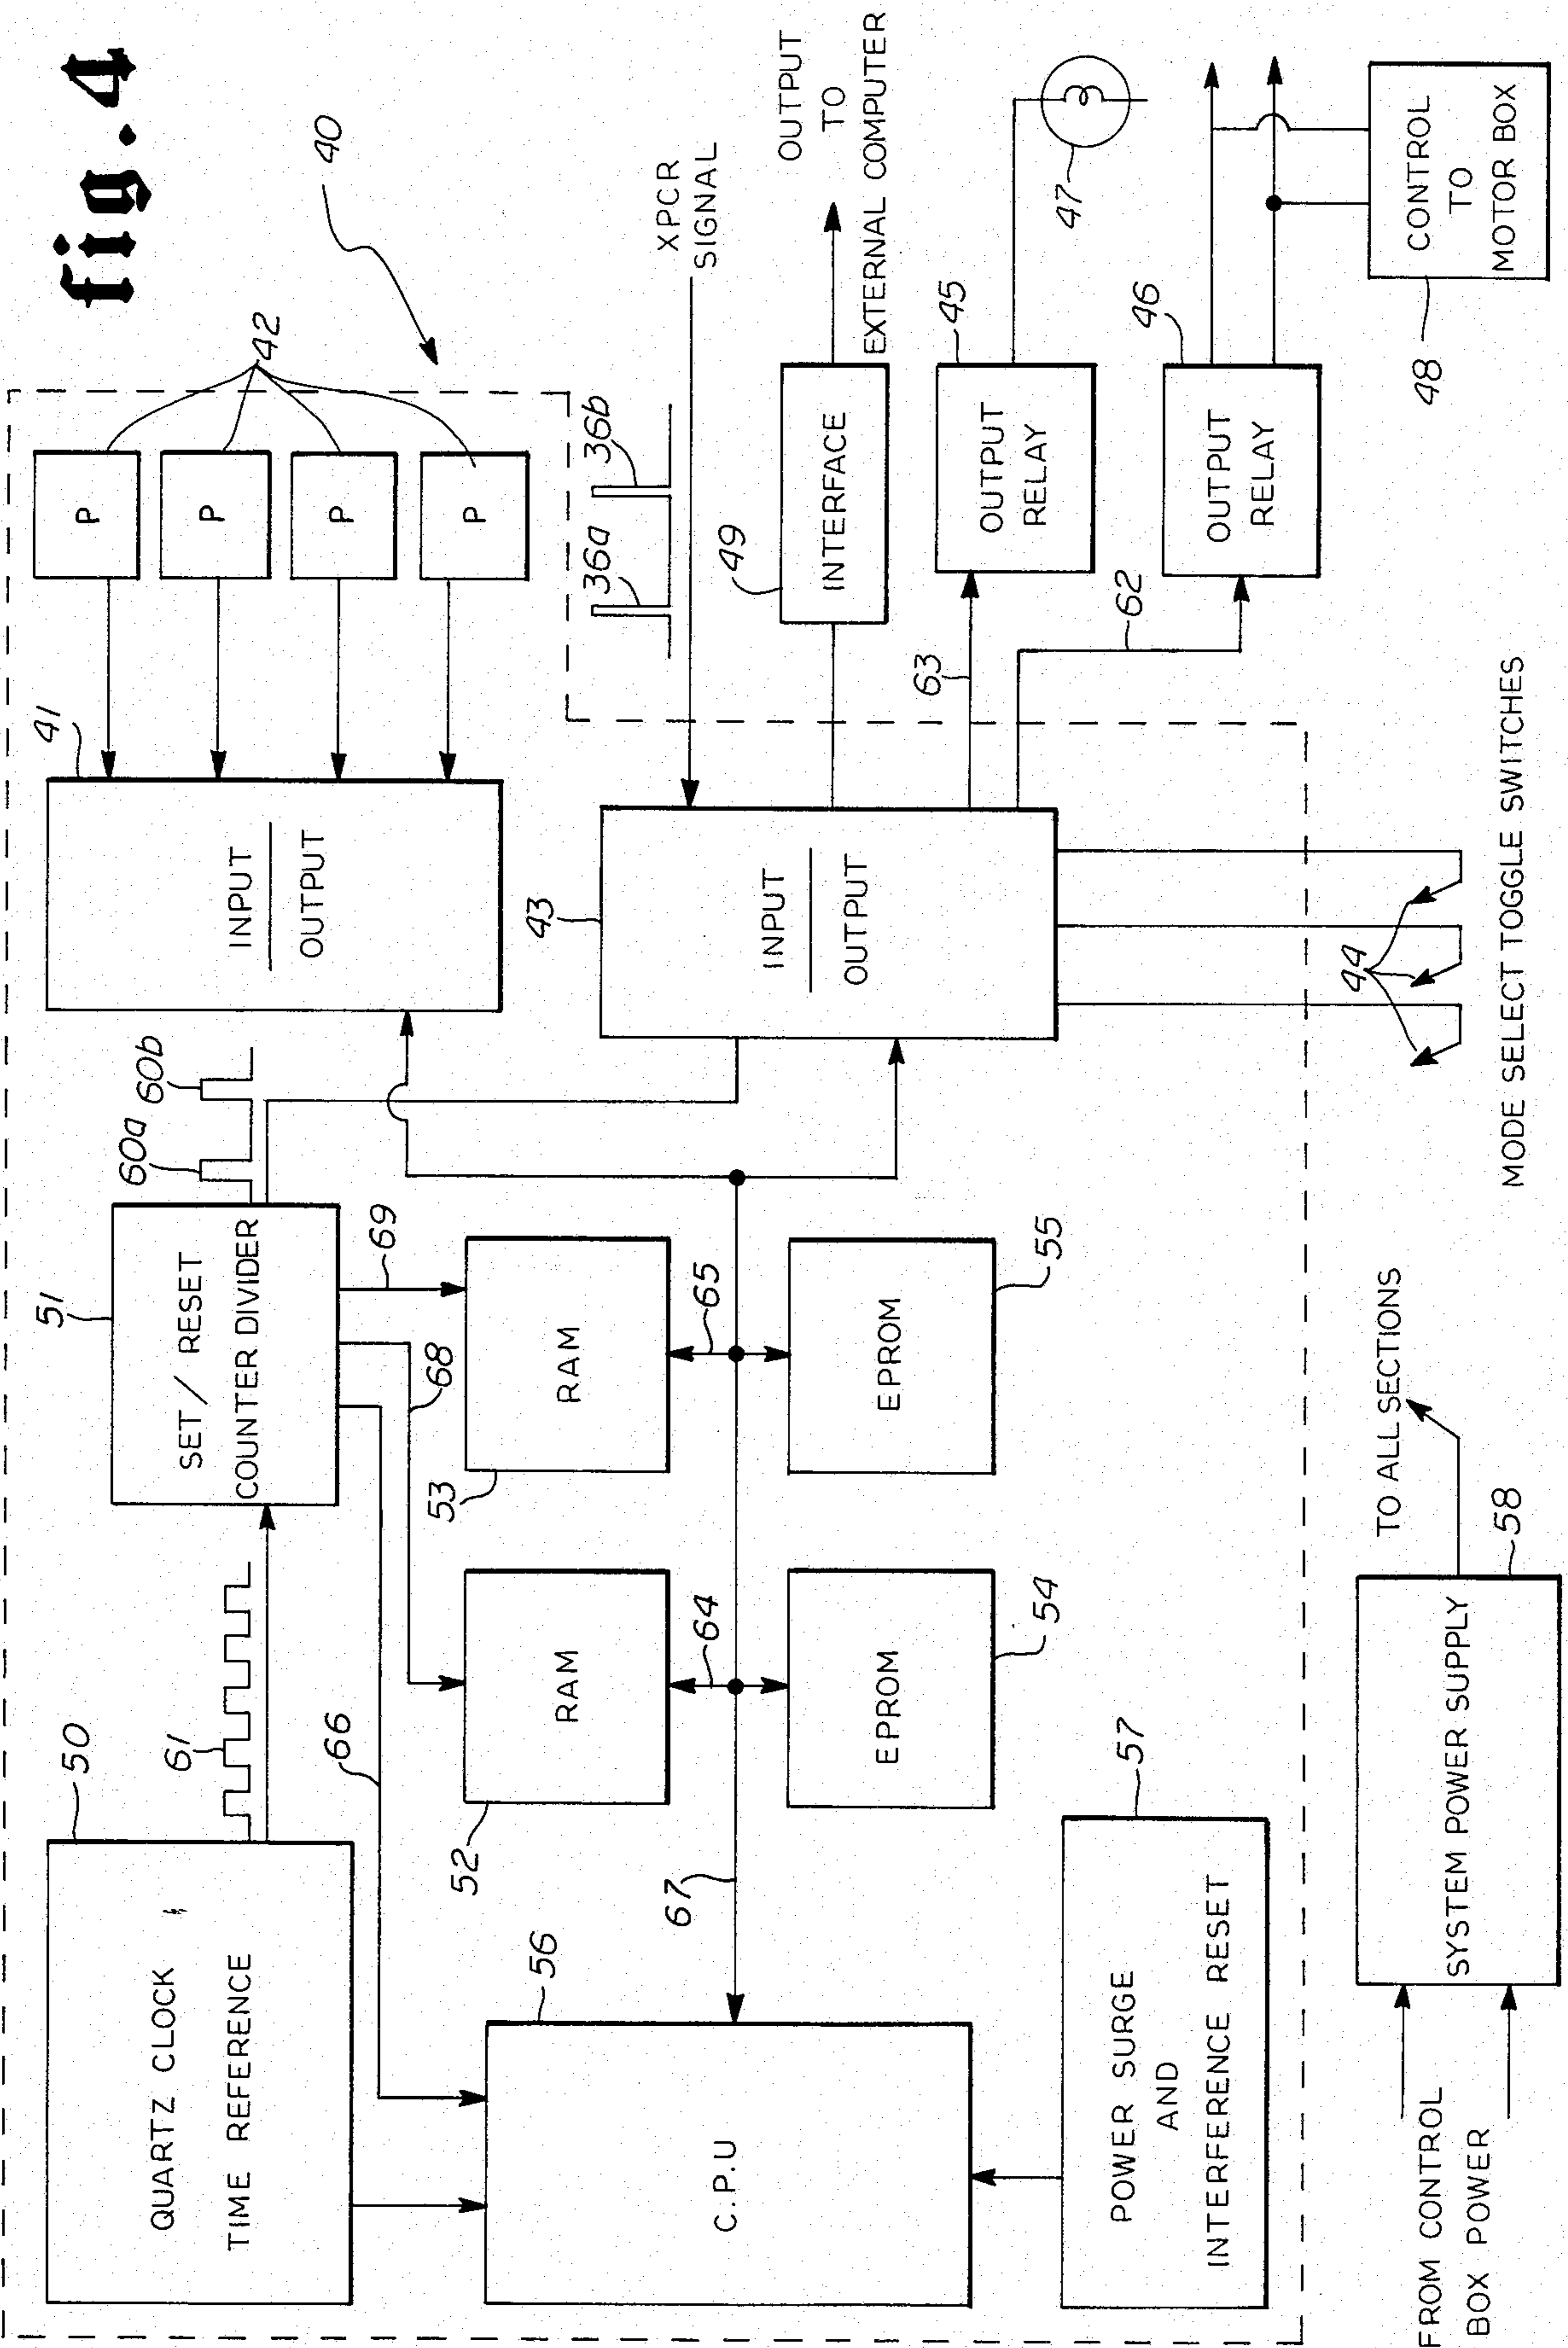 fig. 4
40
42
P
P
P
P
41
INPUT
OUTPUT
60a
60b
51
SET / RESET
COUNTER DIVIDER
61
50
QUARTZ CLOCK
TIME REFERENCE
36a
36b
XPCR
SIGNAL
43
INPUT
OUTPUT
69
68
66
53
RAM
52
RAM
65
64
67
55
EPROM
54
EPROM
56
C.P.U
57
POWER SURGE
AND
INTERFERENCE RESET
49
INTERFACE
OUTPUT
TO
EXTERNAL COMPUTER
63
45
OUTPUT
RELAY
47
62
46
OUTPUT
RELAY
48
CONTROL
TO
MOTOR BOX
44
MODE SELECT TOGGLE SWITCHES
TO ALL SECTIONS
58
SYSTEM POWER SUPPLY
FROM CONTROL
BOX POWER